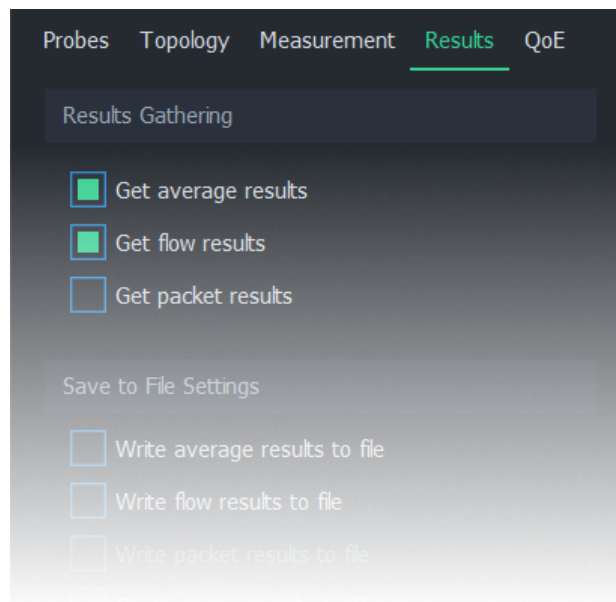 Probes Topology Measurement Results QoE
Results Gathering
Get average results
Get flow results
Get packet results
Save to File Settings
Write average results to file
Write flow results to file
Write packet results to file